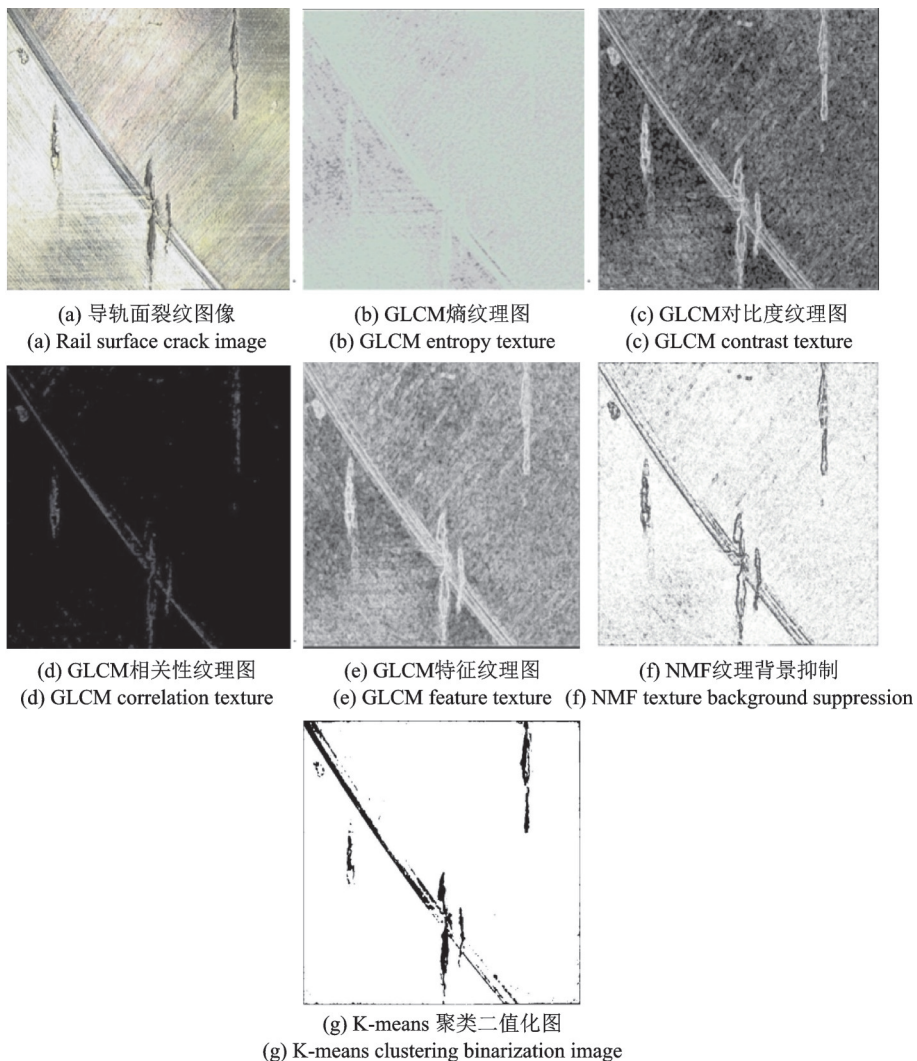 (a) 导轨面裂纹图像
(a) Rail surface crack image
(b) GLCM熵纹理图
(b) GLCM entropy texture
(c) GLCM对比度纹理图
(c) GLCM contrast texture
(d) GLCM相关性纹理图
(d) GLCM correlation texture
(e) GLCM特征纹理图
(e) GLCM feature texture
(f) NMF纹理背景抑制
(f) NMF texture background suppression
(g) K-means 聚类二值化图
(g) K-means clustering binarization image